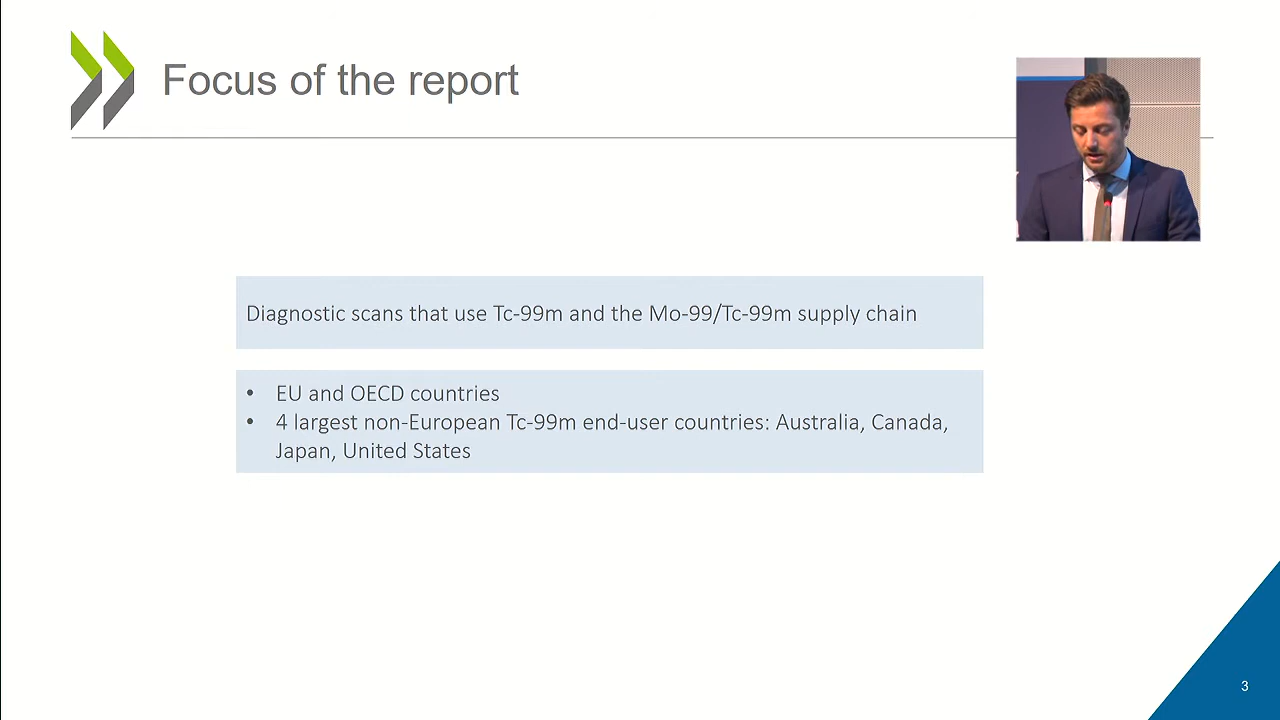 Focus of the report
Diagnostic scans that use Tc-99m and the Mo-99/Tc-99m supply chain
• EU and OECD countries
• 4 largest non-European Tc-99m end-user countries: Australia, Canada,
Japan, United States
3